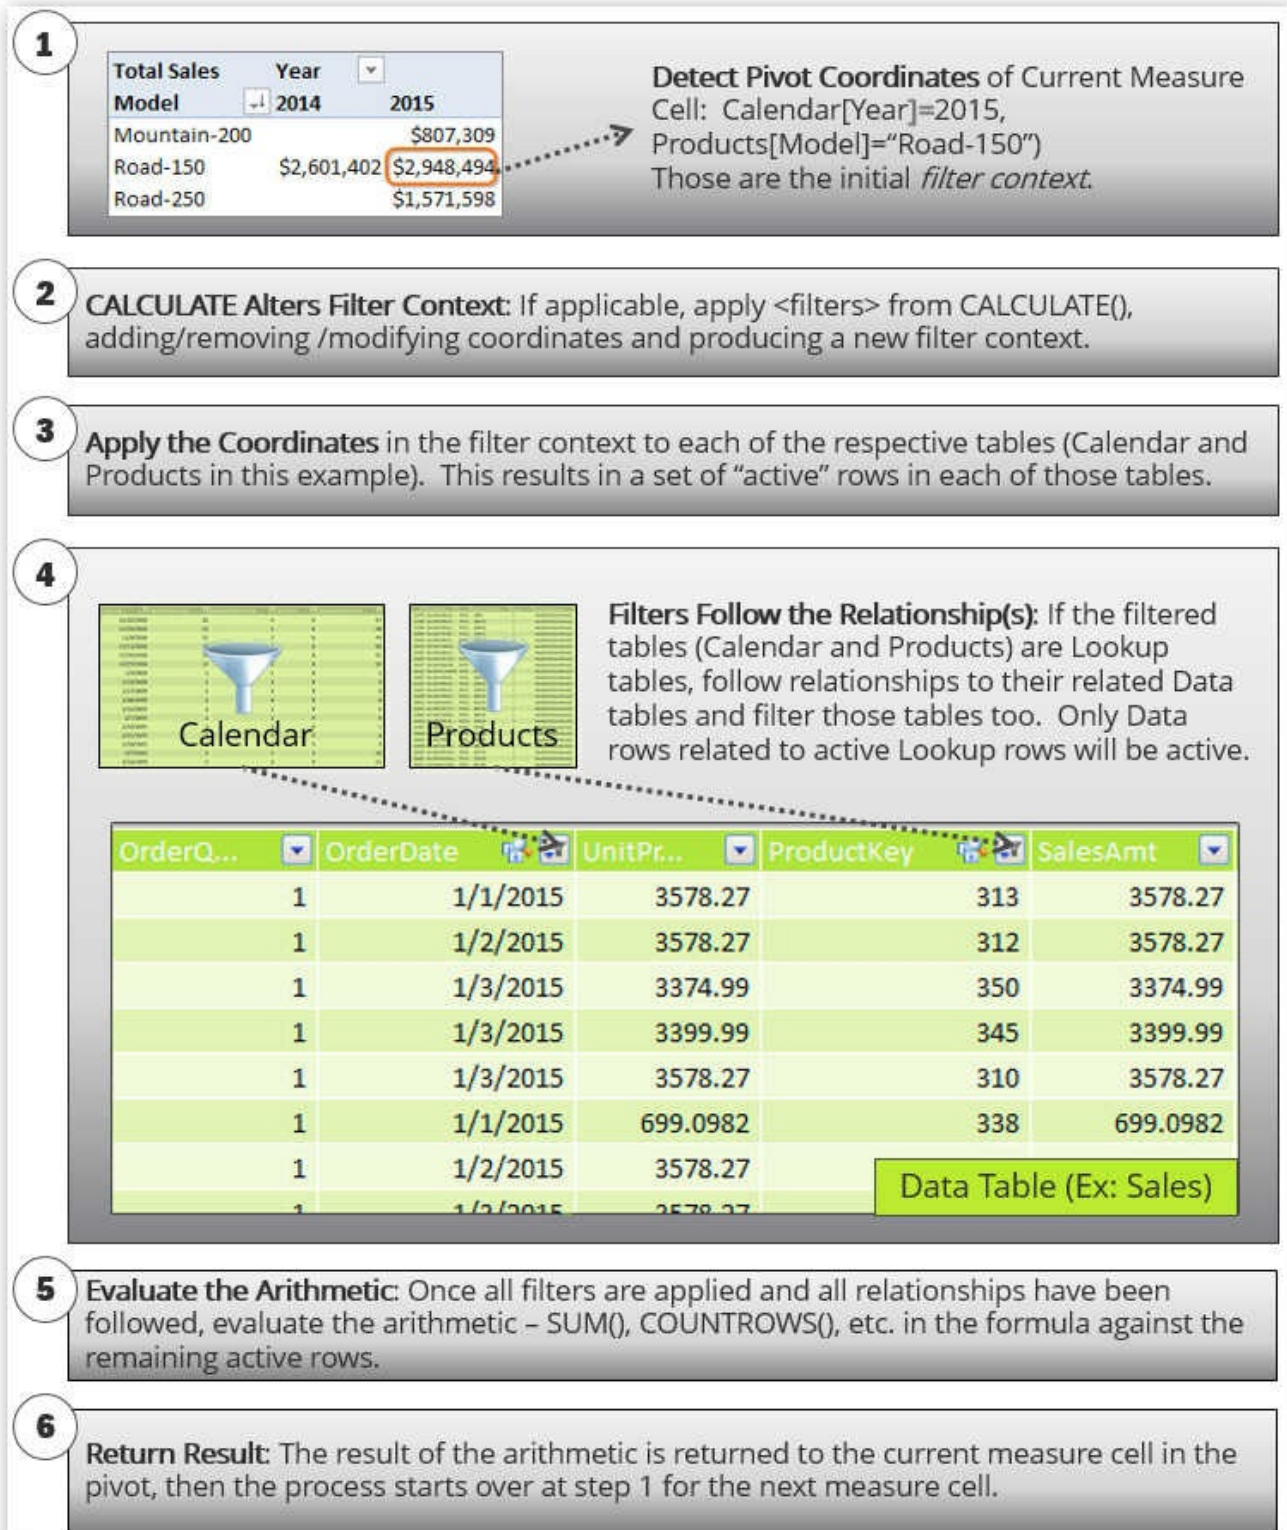 1
Total Sales Year
Model 2014 2015
Mountain-200 $807,309
Road-150 $2,601,402 $2,948,494
Road-250 $1,571,598
Detect Pivot Coordinates of Current Measure
Cell: Calendar[Year]=2015,
Products[Model]=“Road-150”)
Those are the initial filter context.
2
CALCULATE Alters Filter Context: If applicable, apply <filters> from CALCULATE(),
adding/removing /modifying coordinates and producing a new filter context.
3
Apply the Coordinates in the filter context to each of the respective tables (Calendar and
Products in this example). This results in a set of “active” rows in each of those tables.
4
Calendar
Products
Filters Follow the Relationship(s): If the filtered
tables (Calendar and Products) are Lookup
tables, follow relationships to their related Data
tables and filter those tables too. Only Data
rows related to active Lookup rows will be active.
OrderQ... OrderDate UnitPr... ProductKey SalesAmt
1 1/1/2015 3578.27 313 3578.27
1 1/2/2015 3578.27 312 3578.27
1 1/3/2015 3374.99 350 3374.99
1 1/3/2015 3399.99 345 3399.99
1 1/3/2015 3578.27 310 3578.27
1 1/1/2015 699.0982 338 699.0982
1 1/2/2015 3578.27
Data Table (Ex: Sales)
5
Evaluate the Arithmetic: Once all filters are applied and all relationships have been
followed, evaluate the arithmetic – SUM(), COUNTROWS(), etc. in the formula against the
remaining active rows.
6
Return Result: The result of the arithmetic is returned to the current measure cell in the
pivot, then the process starts over at step 1 for the next measure cell.